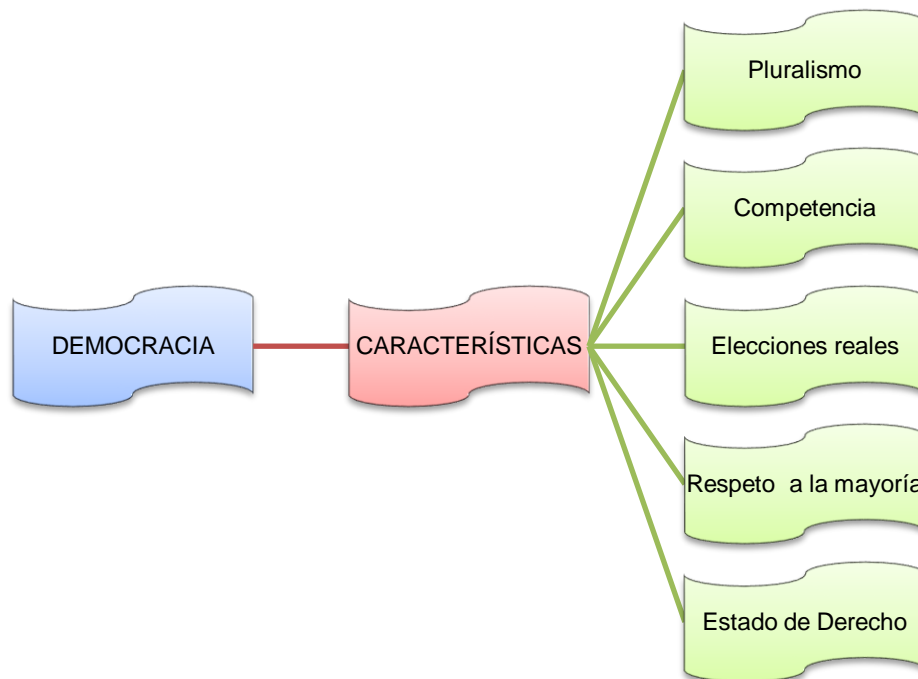 Pluralismo
Competencia
DEMOCRACIA
CARACTERÍSTICAS
Elecciones reales
Respeto a la mayoría
Estado de Derecho